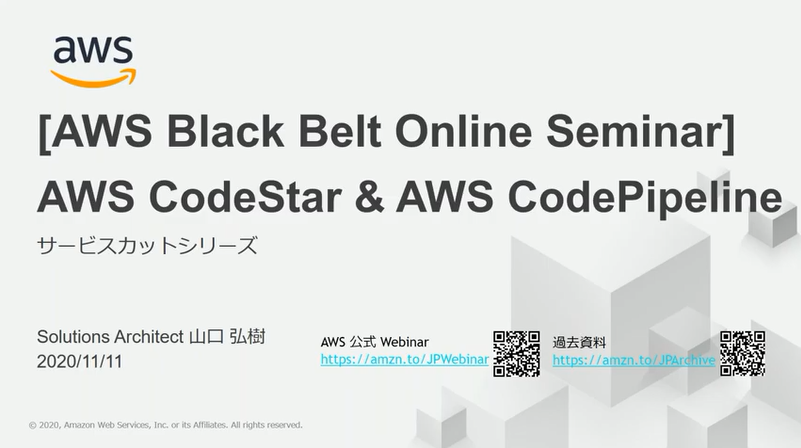 aws
[AWS Black Belt Online Seminar]
AWS CodeStar & AWS CodePipeline
サービスカットシリーズ
Solutions Architect 山口 弘樹
2020/11/11
AWS 公式 Webinar
https://amzn.to/JPWebinar
過去資料
https://amzn.to/JPArchive
© 2020, Amazon Web Services, Inc. or its Affiliates. All rights reserved.